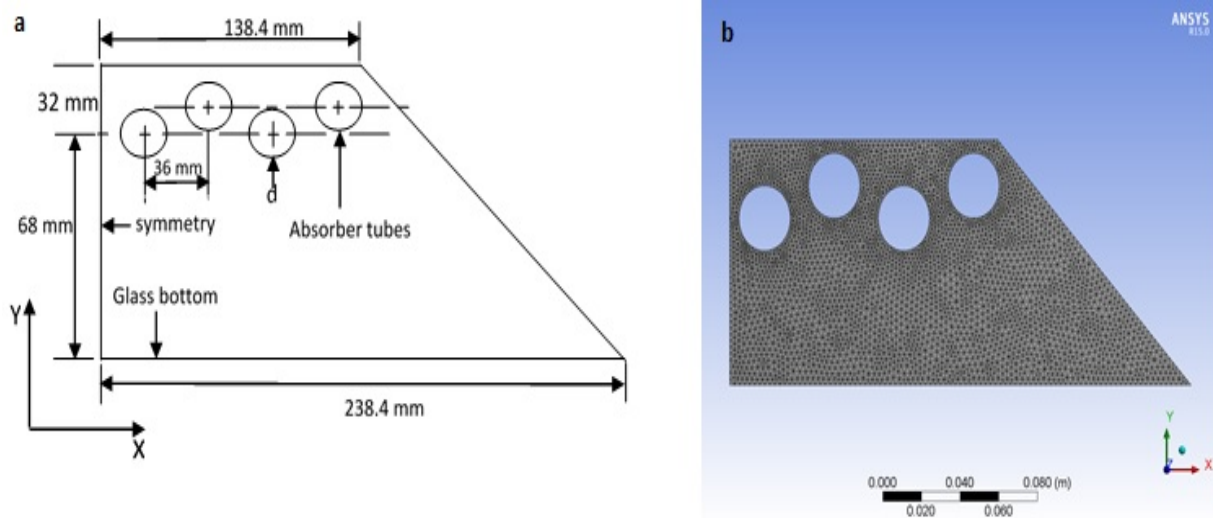 a
138.4 mm
32 mm
36 mm
d
68 mm
symmetry
Absorber tubes
Glass bottom
Y
238.4 mm
X
b
ANSYS
R15.0
Y
Z
X
0.000
0.040
0.080 (m)
0.020
0.060